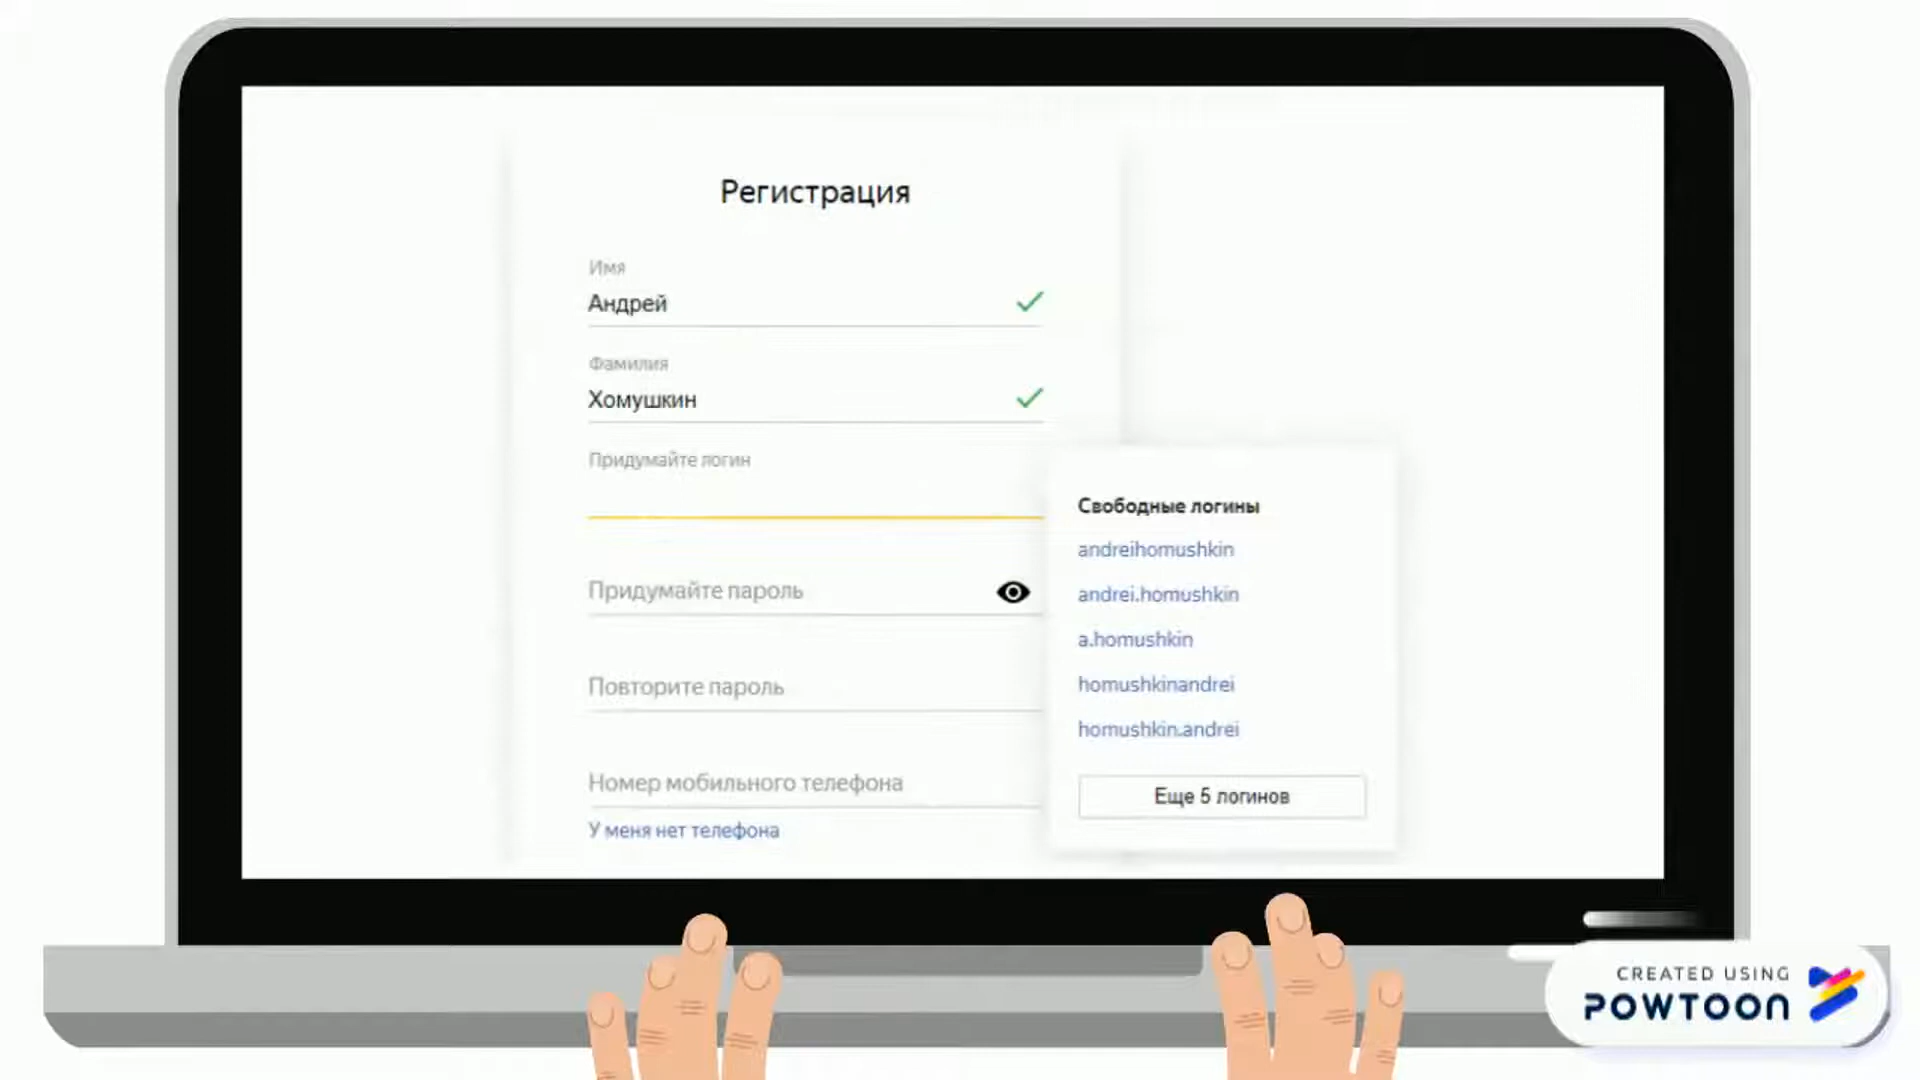 Регистрация
Имя
Андрей
Фамилия
Хомушкин
Придумайте логин
Придумайте пароль
Повторите пароль
Номер мобильного телефона
У меня нет телефона
Свободные логины
andreihomushkin
andrei.homushkin
a.homushkin
homushkinandrei
homushkin.andrei
Еще 5 логинов
CREATED USING
POWTOON